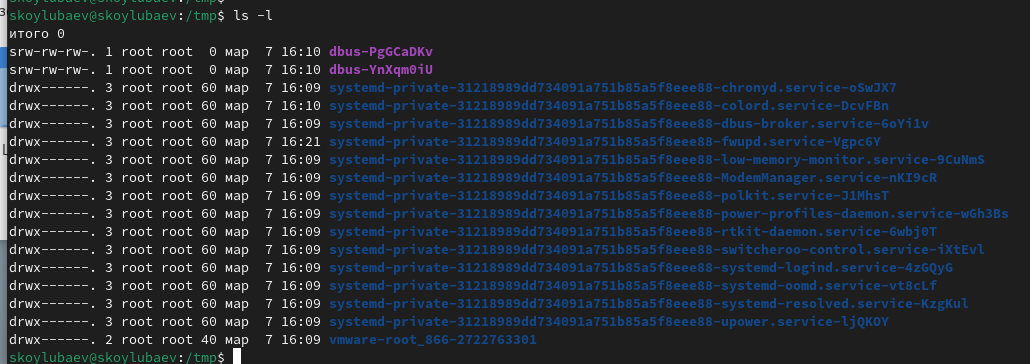 skoylubaev@skoylubaev:/tmp$ ls -l
итого 0
srw-rw-rw-. 1 root root  0 мар  7 16:10 dbus-PgGCaDKv
srw-rw-rw-. 1 root root  0 мар  7 16:10 dbus-YnXqm0iU
drwx------. 3 root root 60 мар  7 16:09 systemd-private-31218989dd734091a751b85a5f8eee88-chronyd.service-oSwJX7
drwx------. 3 root root 60 мар  7 16:10 systemd-private-31218989dd734091a751b85a5f8eee88-colord.service-DcvFBn
drwx------. 3 root root 60 мар  7 16:09 systemd-private-31218989dd734091a751b85a5f8eee88-dbus-broker.service-6oYi1v
drwx------. 3 root root 60 мар  7 16:21 systemd-private-31218989dd734091a751b85a5f8eee88-fwupd.service-Vgpc6Y
drwx------. 3 root root 60 мар  7 16:09 systemd-private-31218989dd734091a751b85a5f8eee88-low-memory-monitor.service-9CuNmS
drwx------. 3 root root 60 мар  7 16:09 systemd-private-31218989dd734091a751b85a5f8eee88-ModemManager.service-nKI9cR
drwx------. 3 root root 60 мар  7 16:09 systemd-private-31218989dd734091a751b85a5f8eee88-polkit.service-J1MhsT
drwx------. 3 root root 60 мар  7 16:09 systemd-private-31218989dd734091a751b85a5f8eee88-power-profiles-daemon.service-wGh3Bs
drwx------. 3 root root 60 мар  7 16:09 systemd-private-31218989dd734091a751b85a5f8eee88-rtkit-daemon.service-6wbj0T
drwx------. 3 root root 60 мар  7 16:09 systemd-private-31218989dd734091a751b85a5f8eee88-switcheroo-control.service-iXtEvl
drwx------. 3 root root 60 мар  7 16:09 systemd-private-31218989dd734091a751b85a5f8eee88-systemd-logind.service-4zGQyG
drwx------. 3 root root 60 мар  7 16:09 systemd-private-31218989dd734091a751b85a5f8eee88-systemd-oomd.service-vt8cLf
drwx------. 3 root root 60 мар  7 16:09 systemd-private-31218989dd734091a751b85a5f8eee88-systemd-resolved.service-KzgKul
drwx------. 3 root root 60 мар  7 16:09 systemd-private-31218989dd734091a751b85a5f8eee88-upower.service-ljQKOY
drwx------. 2 root root 40 мар  7 16:09 vmware-root_866-2722763301
skoylubaev@skoylubaev:/tmp$